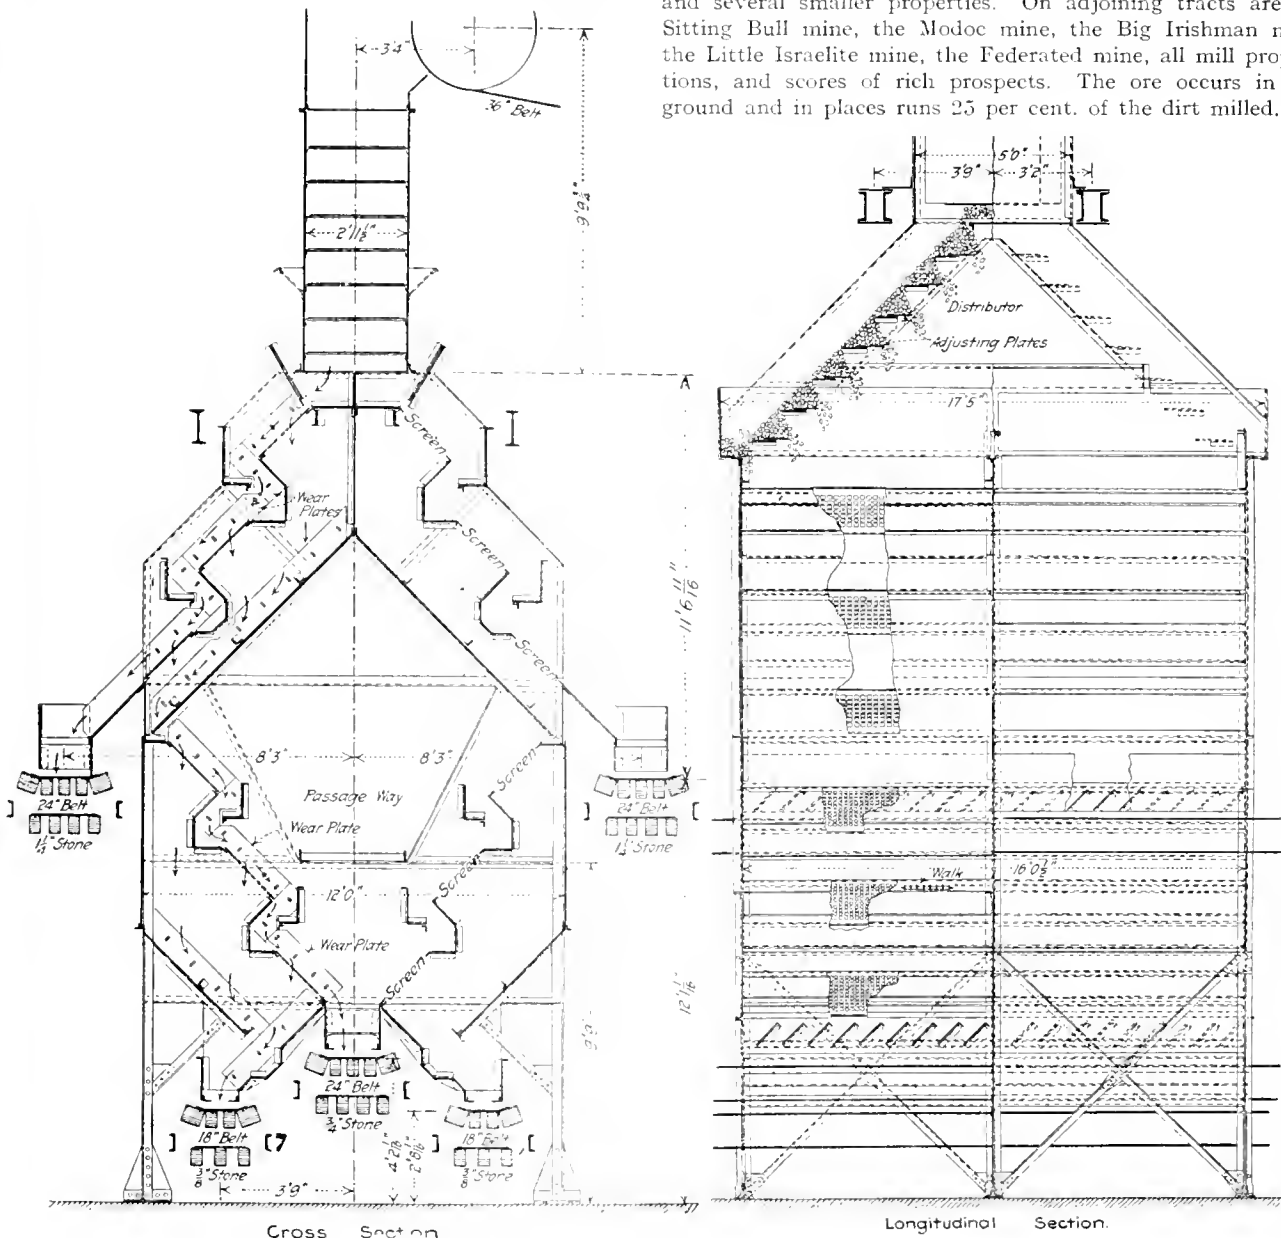 and several smaller properties. On adjoining tracts are
Sitting Bull mine, the Modoc mine, the Big Irishman
the Little Israelite mine, the Federated mine, all mill
tions, and scores of rich prospects. The ore occurs in
ground and in places runs 25 per cent. of the dirt milled.
3'4"
36" Belt
2'11½"
Screen
Wear
Plates
Screen
Screen
11'6 11/16"
8'3"
8'3"
Screen
Passage Way
24" Belt
1¼" Stone
24" Belt
1¼" Stone
Wear Plate
Screen
12'0"
Wear Plate
Screen
24" Belt
¾" Stone
18" Belt
7
⅜" Stone
18" Belt
⅜" Stone
3'9"
Cross Section
5'0"
3'9"
3'2"
Distributor
Adjusting Plates
17'5"
Walk
16'0½"
Longitudinal Section.